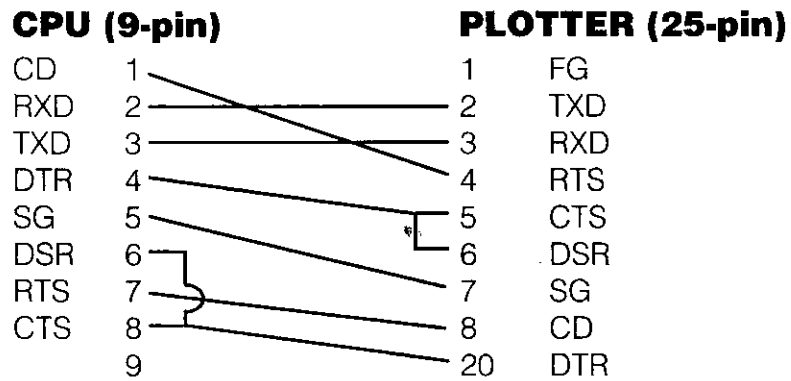 CPU (9-pin) PLOTTER (25-pin)
CD 1 1 FG
RXD 2 2 TXD
TXD 3 3 RXD
DTR 4 4 RTS
SG 5 5 CTS
DSR 6 6 DSR
RTS 7 7 SG
CTS 8 8 CD
9 20 DTR